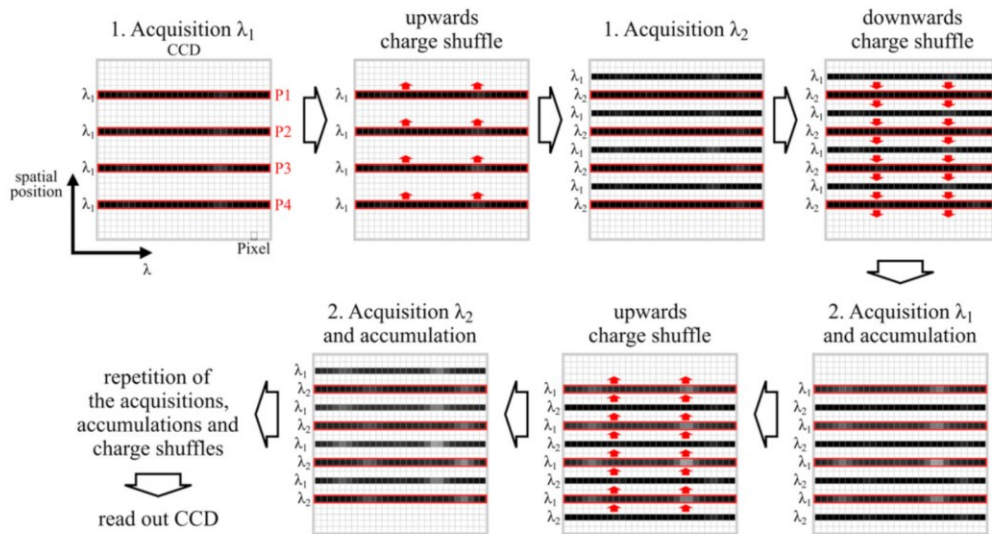 1. Acquisition λ1
CCD
λ1 P1
λ1 P2
λ1 P3
λ1 P4
spatial
position
λ
Pixel
upwards
charge shuffle
λ1
λ1
λ1
λ1
1. Acquisition λ2
λ1
λ2
λ1
λ2
λ1
λ2
λ1
λ2
downwards
charge shuffle
λ1
λ2
λ1
λ2
λ1
λ2
λ1
λ2
2. Acquisition λ1
and accumulation
λ1
λ2
λ1
λ2
λ1
λ2
λ1
λ2
upwards
charge shuffle
λ1
λ2
λ1
λ2
λ1
λ2
λ1
λ2
2. Acquisition λ2
and accumulation
λ1
λ2
λ1
λ2
λ1
λ2
λ1
λ2
repetition of
the acquisitions,
accumulations and
charge shuffles
read out CCD